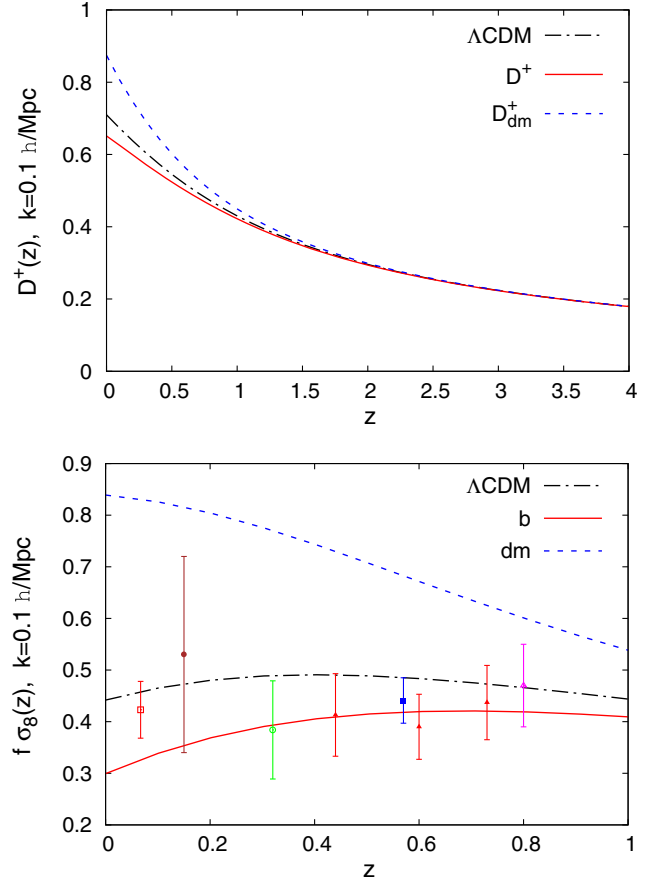 1
0.8
0.6
0.4
0.2
0
D⁺(z), k=0.1 h/Mpc
ΛCDM
D⁺
D⁺dm
0 0.5 1 1.5 2 2.5 3 3.5 4
z
0.9
0.8
0.7
0.6
0.5
0.4
0.3
0.2
f σ₈(z), k=0.1 h/Mpc
ΛCDM
b
dm
0 0.2 0.4 0.6 0.8 1
z